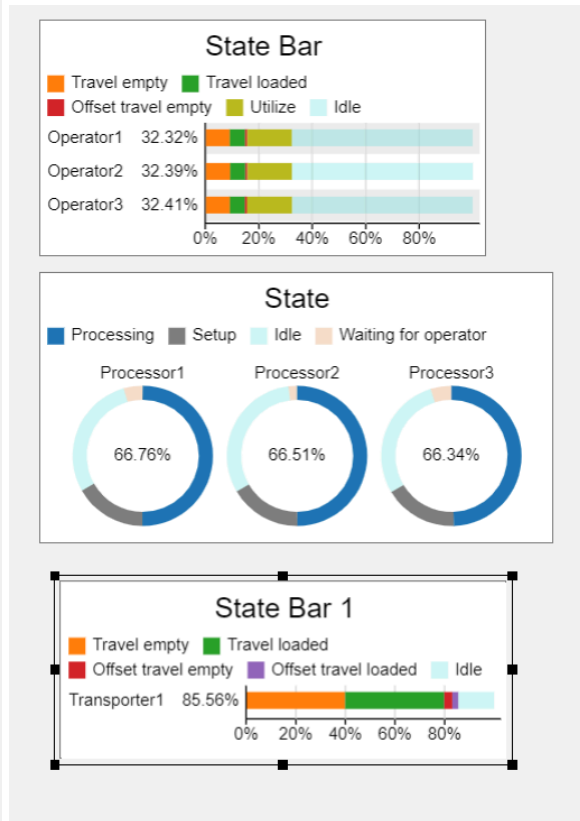 State Bar
Travel empty Travel loaded
Offset travel empty Utilize Idle
Operator1 32.32%
Operator2 32.39%
Operator3 32.41%
0% 20% 40% 60% 80%
State
Processing Setup Idle Waiting for operator
Processor1 Processor2 Processor3
66.76% 66.51% 66.34%
State Bar 1
Travel empty Travel loaded
Offset travel empty Offset travel loaded Idle
Transporter1 85.56%
0% 20% 40% 60% 80%